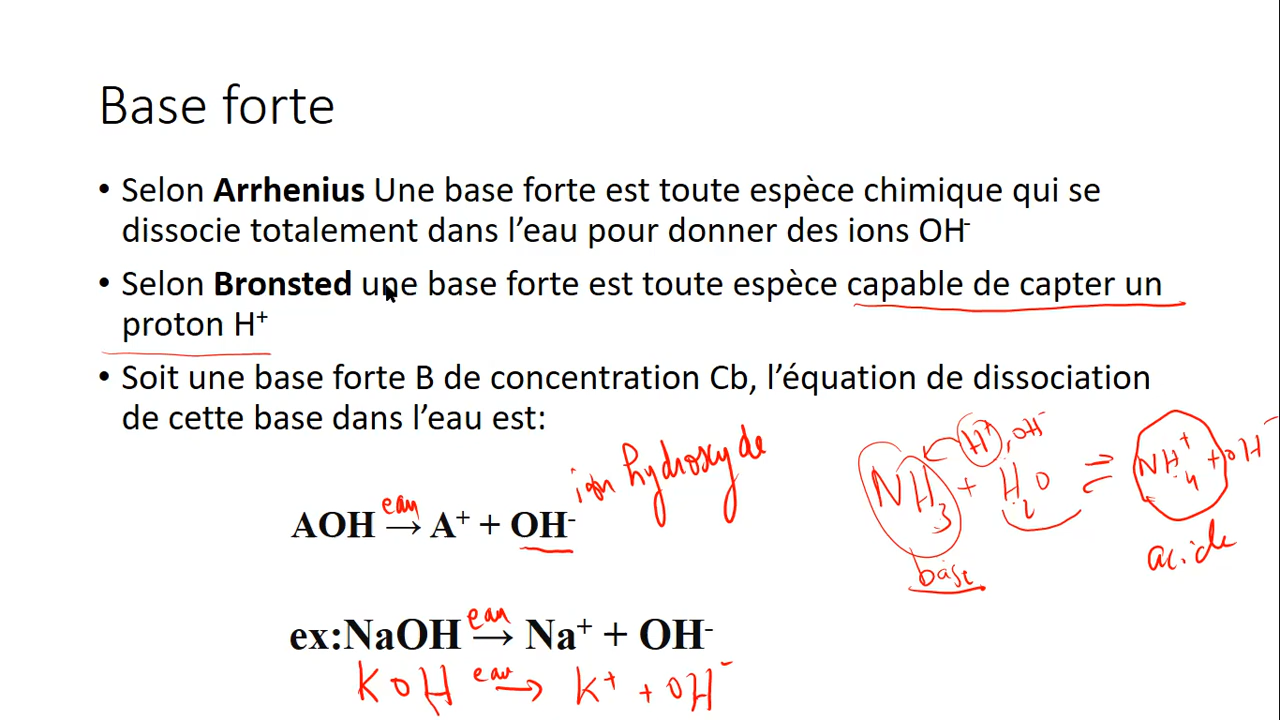 Base forte
• Selon Arrhenius Une base forte est toute espèce chimique qui se
dissocie totalement dans l’eau pour donner des ions OH⁻
• Selon Bronsted une base forte est toute espèce capable de capter un
proton H⁺
• Soit une base forte B de concentration Cb, l’équation de dissociation
de cette base dans l’eau est:
ion hydroxyde
H⁺, OH⁻
NH₃ + H₂O ⇌ NH₄⁺ + OH⁻
base
acide
eau
AOH → A⁺ + OH⁻
eau
ex:NaOH → Na⁺ + OH⁻
eau
KOH → K⁺ + OH⁻